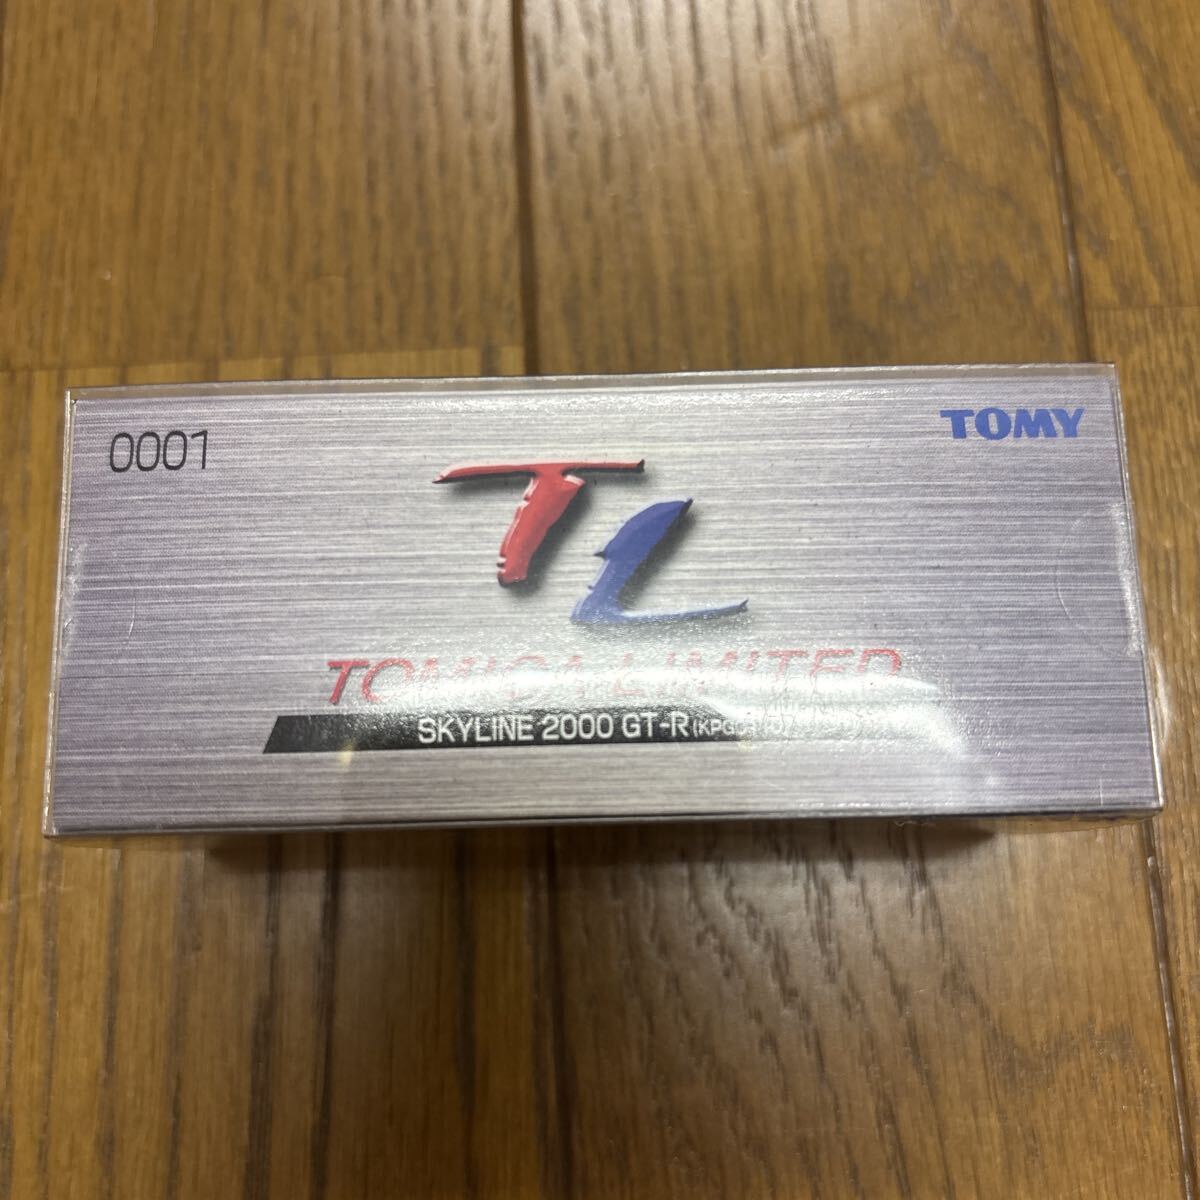 0001
TOMY
TL
TOMICA LIMITED
SKYLINE 2000 GT-R